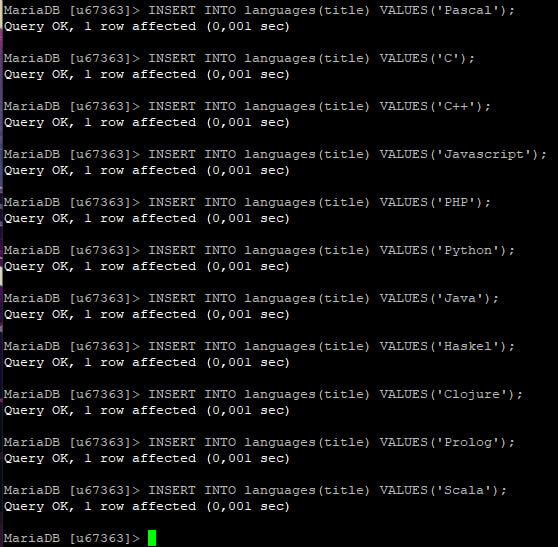 MariaDB [u67363]> INSERT INTO languages(title) VALUES('Pascal');
Query OK, 1 row affected (0,001 sec)
MariaDB [u67363]> INSERT INTO languages(title) VALUES('C');
Query OK, 1 row affected (0,001 sec)
MariaDB [u67363]> INSERT INTO languages(title) VALUES('C++');
Query OK, 1 row affected (0,001 sec)
MariaDB [u67363]> INSERT INTO languages(title) VALUES('Javascript');
Query OK, 1 row affected (0,001 sec)
MariaDB [u67363]> INSERT INTO languages(title) VALUES('PHP');
Query OK, 1 row affected (0,001 sec)
MariaDB [u67363]> INSERT INTO languages(title) VALUES('Python');
Query OK, 1 row affected (0,001 sec)
MariaDB [u67363]> INSERT INTO languages(title) VALUES('Java');
Query OK, 1 row affected (0,001 sec)
MariaDB [u67363]> INSERT INTO languages(title) VALUES('Haskel');
Query OK, 1 row affected (0,001 sec)
MariaDB [u67363]> INSERT INTO languages(title) VALUES('Clojure');
Query OK, 1 row affected (0,001 sec)
MariaDB [u67363]> INSERT INTO languages(title) VALUES('Prolog');
Query OK, 1 row affected (0,001 sec)
MariaDB [u67363]> INSERT INTO languages(title) VALUES('Scala');
Query OK, 1 row affected (0,001 sec)
MariaDB [u67363]>